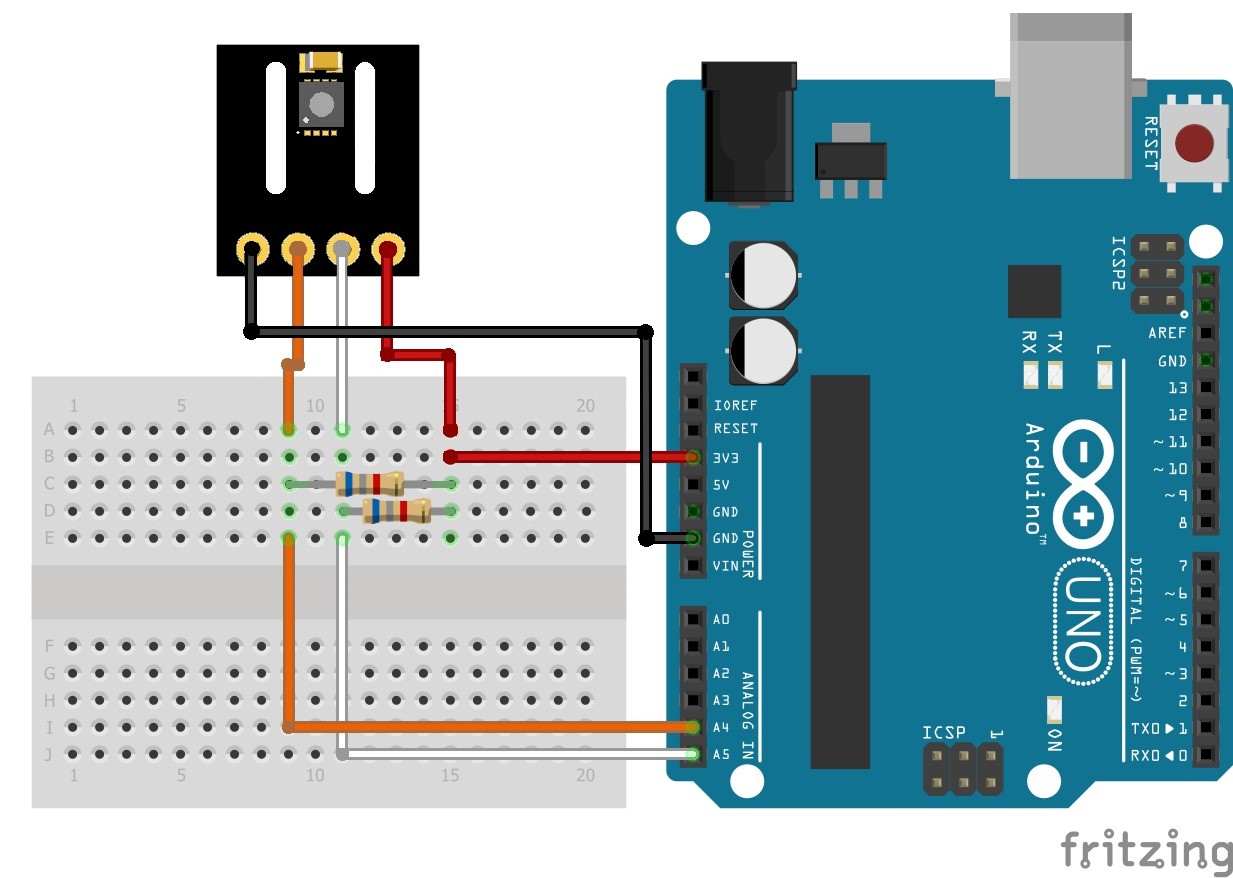 RESET
ICSP2
1 5 10 15 20
A
B
C
D
E
F
G
H
I
J
1 5 10 15 20
IOREF
RESET
3V3
5V
GND
GND
VIN
POWER
A0
A1
A2
A3
A4
A5
ANALOG IN
RX
TX
L
Arduino™
UNO
AREF
GND
13
12
~11
~10
~9
8
7
~6
~5
4
~3
2
TX0▶1
RX0◀0
DIGITAL (PWM=~)
ICSP
1
ON
fritzing